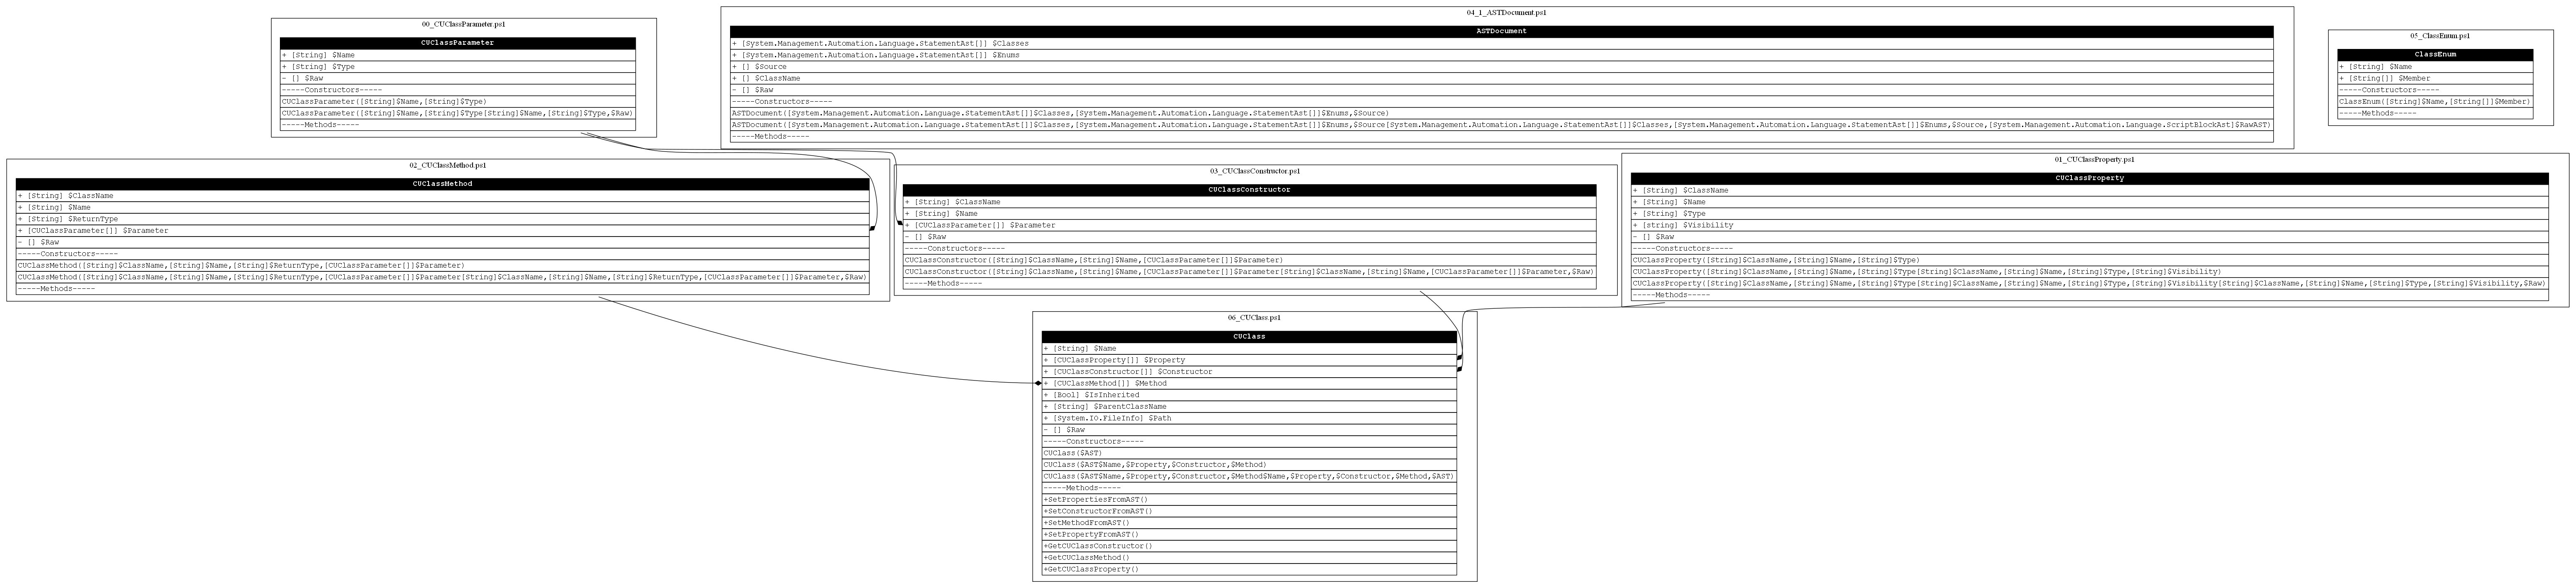 00_CUClassParameter.ps1
CUClassParameter
+ [String] $Name
+ [String] $Type
- [] $Raw
-----Constructors-----
CUClassParameter([String]$Name,[String]$Type)
CUClassParameter([String]$Name,[String]$Type[String]$Name,[String]$Type,$Raw)
-----Methods-----
04_1_ASTDocument.ps1
ASTDocument
+ [System.Management.Automation.Language.StatementAst[]] $Classes
+ [System.Management.Automation.Language.StatementAst[]] $Enums
+ [] $Source
+ [] $ClassName
- [] $Raw
-----Constructors-----
ASTDocument([System.Management.Automation.Language.StatementAst[]]$Classes,[System.Management.Automation.Language.StatementAst[]]$Enums,$Source)
ASTDocument([System.Management.Automation.Language.StatementAst[]]$Classes,[System.Management.Automation.Language.StatementAst[]]$Enums,$Source[System.Management.Automation.Language.StatementAst[]]$Classes,[System.Management.Automation.Language.StatementAst[]]$Enums,$Source,[System.Management.Automation.Language.ScriptBlockAst]$RawAST)
-----Methods-----
05_ClassEnum.ps1
ClassEnum
+ [String] $Name
+ [String[]] $Member
-----Constructors-----
ClassEnum([String]$Name,[String[]]$Member)
-----Methods-----
02_CUClassMethod.ps1
CUClassMethod
+ [String] $ClassName
+ [String] $Name
+ [String] $ReturnType
+ [CUClassParameter[]] $Parameter
- [] $Raw
-----Constructors-----
CUClassMethod([String]$ClassName,[String]$Name,[String]$ReturnType,[CUClassParameter[]]$Parameter)
CUClassMethod([String]$ClassName,[String]$Name,[String]$ReturnType,[CUClassParameter[]]$Parameter[String]$ClassName,[String]$Name,[String]$ReturnType,[CUClassParameter[]]$Parameter,$Raw)
-----Methods-----
03_CUClassConstructor.ps1
CUClassConstructor
+ [String] $ClassName
+ [String] $Name
+ [CUClassParameter[]] $Parameter
- [] $Raw
-----Constructors-----
CUClassConstructor([String]$ClassName,[String]$Name,[CUClassParameter[]]$Parameter)
CUClassConstructor([String]$ClassName,[String]$Name,[CUClassParameter[]]$Parameter[String]$ClassName,[String]$Name,[CUClassParameter[]]$Parameter,$Raw)
-----Methods-----
01_CUClassProperty.ps1
CUClassProperty
+ [String] $ClassName
+ [String] $Name
+ [String] $Type
+ [string] $Visibility
- [] $Raw
-----Constructors-----
CUClassProperty([String]$ClassName,[String]$Name,[String]$Type)
CUClassProperty([String]$ClassName,[String]$Name,[String]$Type[String]$ClassName,[String]$Name,[String]$Type,[String]$Visibility)
CUClassProperty([String]$ClassName,[String]$Name,[String]$Type[String]$ClassName,[String]$Name,[String]$Type,[String]$Visibility[String]$ClassName,[String]$Name,[String]$Type,[String]$Visibility,$Raw)
-----Methods-----
06_CUClass.ps1
CUClass
+ [String] $Name
+ [CUClassProperty[]] $Property
+ [CUClassConstructor[]] $Constructor
+ [CUClassMethod[]] $Method
+ [Bool] $IsInherited
+ [String] $ParentClassName
+ [System.IO.FileInfo] $Path
- [] $Raw
-----Constructors-----
CUClass($AST)
CUClass($AST$Name,$Property,$Constructor,$Method)
CUClass($AST$Name,$Property,$Constructor,$Method$Name,$Property,$Constructor,$Method,$AST)
-----Methods-----
+SetPropertiesFromAST()
+SetConstructorFromAST()
+SetMethodFromAST()
+SetPropertyFromAST()
+GetCUClassConstructor()
+GetCUClassMethod()
+GetCUClassProperty()